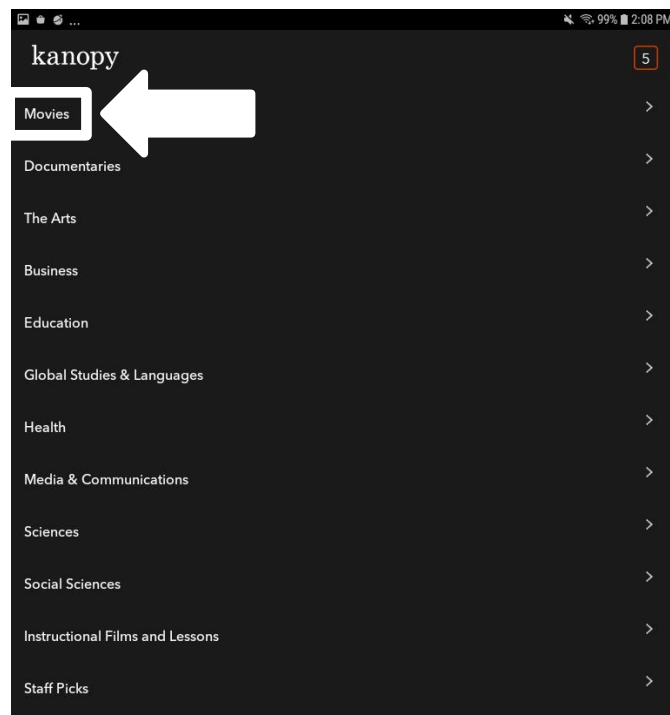 ... 99% 2:08 PM
kanopy 5
Movies
Documentaries
The Arts
Business
Education
Global Studies & Languages
Health
Media & Communications
Sciences
Social Sciences
Instructional Films and Lessons
Staff Picks